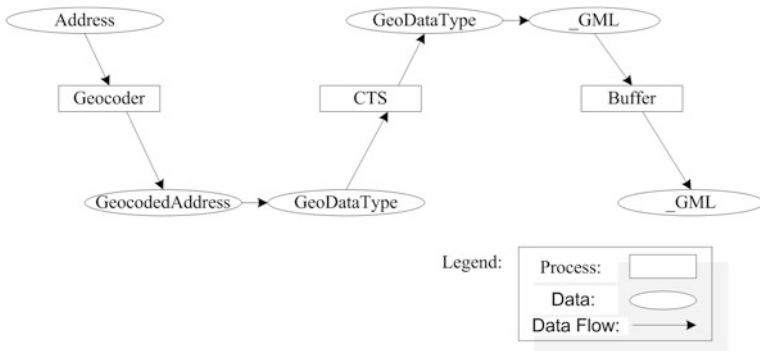 Address
GeoDataType
_GML
Geocoder
CTS
Buffer
GeocodedAddress
GeoDataType
_GML
Legend:
Process:
Data:
Data Flow: